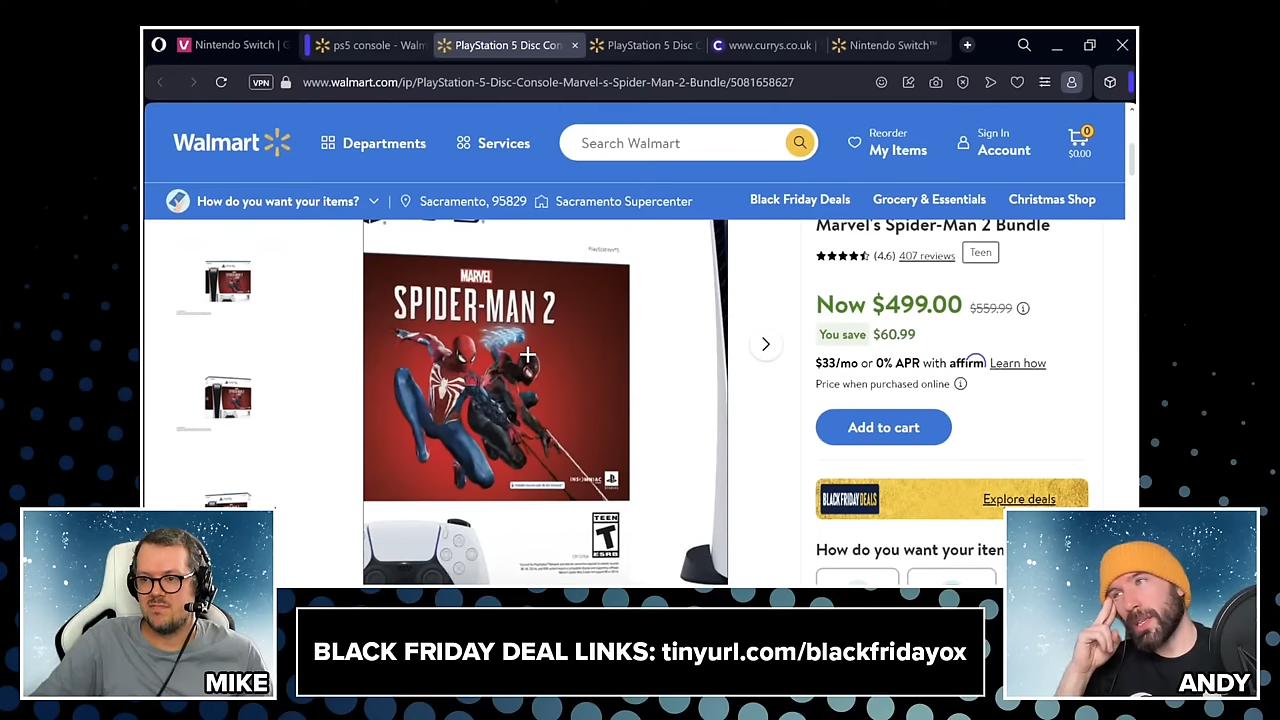 Nintendo Switch | G
ps5 console - Walm
PlayStation 5 Disc Con
PlayStation 5 Disc C
www.currys.co.uk
Nintendo Switch™
VPN
www.walmart.com/ip/PlayStation-5-Disc-Console-Marvel-s-Spider-Man-2-Bundle/5081658627
Walmart
Departments
Services
Search Walmart
Reorder
My Items
Sign In
Account
0
$0.00
How do you want your items?
Sacramento, 95829
Sacramento Supercenter
Black Friday Deals
Grocery & Essentials
Christmas Shop
PlayStation 5
MARVEL
SPIDER-MAN 2
INSOMNIAC
TEEN
T
ESRB
Marvel's Spider-Man 2 Bundle
(4.6) 407 reviews
Teen
Now $499.00 $559.99
You save $60.99
$33/mo or 0% APR with affirm Learn how
Price when purchased online
Add to cart
BLACK FRIDAY DEALS
Explore deals
How do you want your iten
BLACK FRIDAY DEAL LINKS: tinyurl.com/blackfridayox
MIKE
ANDY